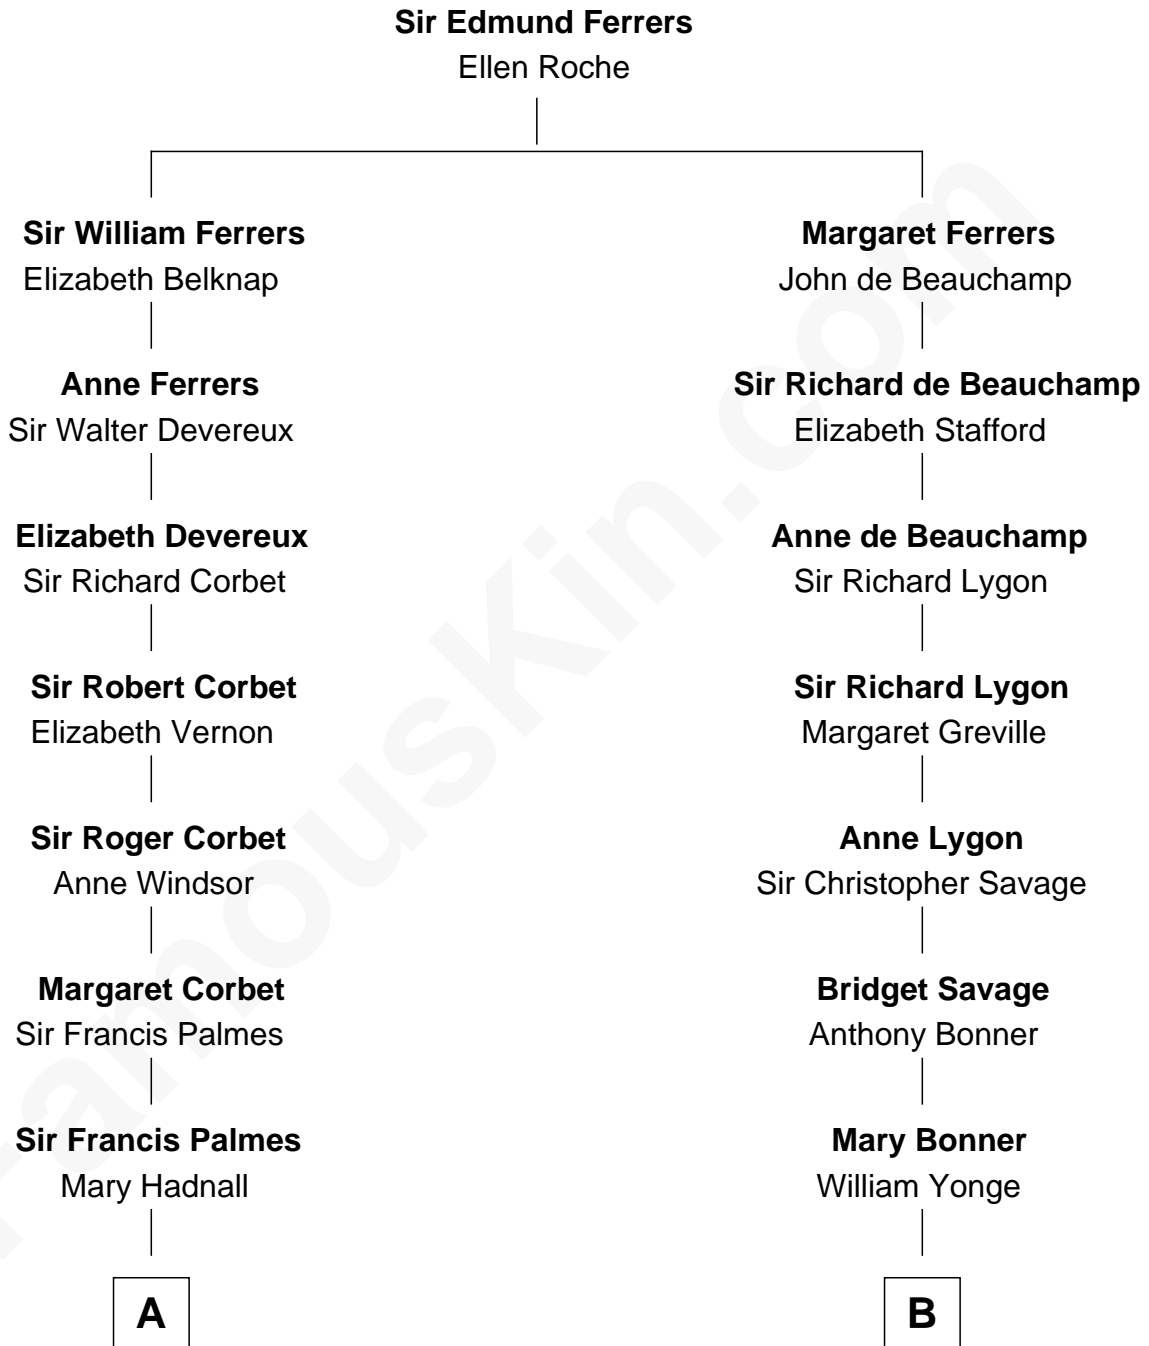 Sir Edmund Ferrers
Ellen Roche
Sir William Ferrers
Elizabeth Belknap
Anne Ferrers
Sir Walter Devereux
Elizabeth Devereux
Sir Richard Corbet
Sir Robert Corbet
Elizabeth Vernon
Sir Roger Corbet
Anne Windsor
Margaret Corbet
Sir Francis Palmes
Sir Francis Palmes
Mary Hadnall
A
Margaret Ferrers
John de Beauchamp
Sir Richard de Beauchamp
Elizabeth Stafford
Anne de Beauchamp
Sir Richard Lygon
Sir Richard Lygon
Margaret Greville
Anne Lygon
Sir Christopher Savage
Bridget Savage
Anthony Bonner
Mary Bonner
William Yonge
B
FamousKin.com